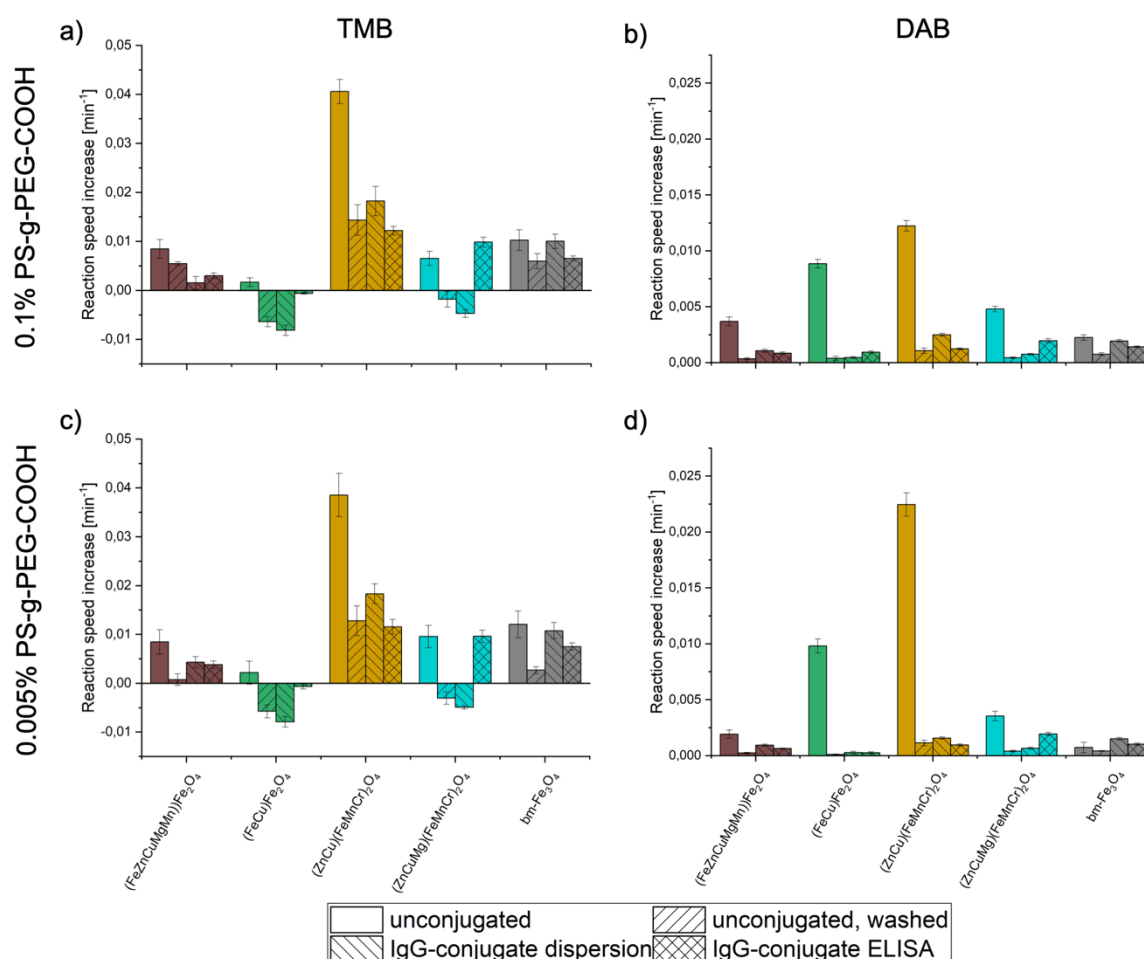 a)
TMB
b)
DAB
0.1% PS-g-PEG-COOH
Reaction speed increase [min⁻¹]
0,05
0,04
0,03
0,02
0,010
0,00
-0,01
Reaction speed increase [min⁻¹]
0,025
0,020
0,015
0,010
0,005
0,000
c)
d)
0.005% PS-g-PEG-COOH
Reaction speed increase [min⁻¹]
0,05
0,04
0,03
0,02
0,010
0,00
-0,01
Reaction speed increase [min⁻¹]
0,025
0,020
0,015
0,010
0,005
0,000
(FeZnCuMgMn))Fe₂O₄
(FeCu)Fe₂O₄
(ZnCu)(FeMnCr)₂O₄
(ZnCuMg)(FeMnCr)₂O₄
bm-Fe₃O₄
(FeZnCuMgMn))Fe₂O₄
(FeCu)Fe₂O₄
(ZnCu)(FeMnCr)₂O₄
(ZnCuMg)(FeMnCr)₂O₄
bm-Fe₃O₄
unconjugated
unconjugated, washed
IgG-conjugate dispersion
IgG-conjugate ELISA